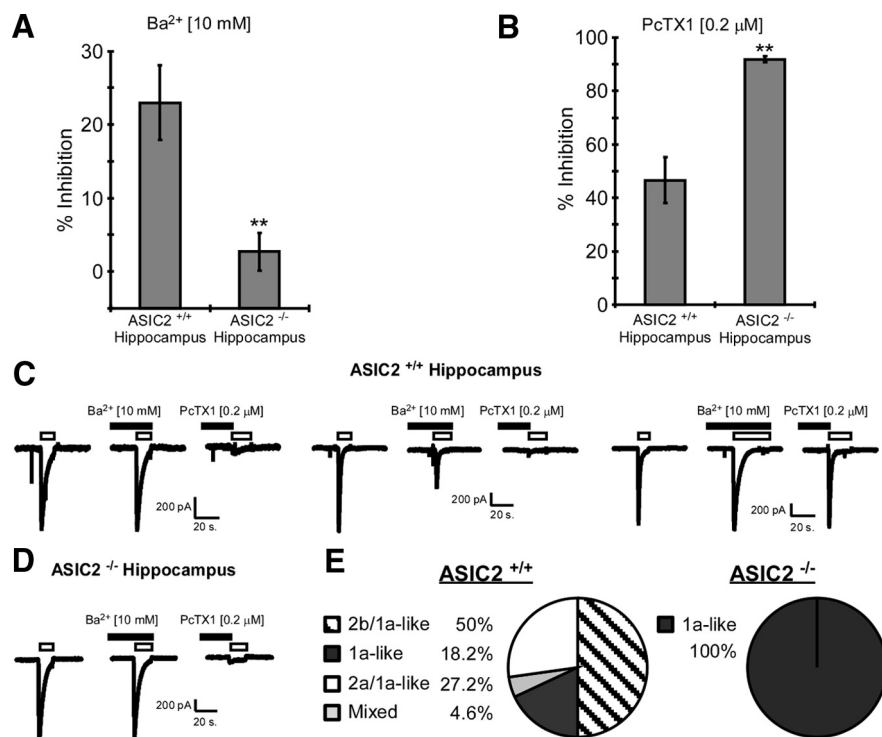 A
Ba2+ [10 mM]
30
20
10
0
% Inhibition
**
ASIC2 +/+
Hippocampus
ASIC2 -/-
Hippocampus
B
PcTX1 [0.2 μM]
100
80
60
40
20
0
% Inhibition
**
ASIC2 +/+
Hippocampus
ASIC2 -/-
Hippocampus
C
ASIC2 +/+ Hippocampus
Ba2+ [10 mM] PcTX1 [0.2 μM]
200 pA
20 s.
Ba2+ [10 mM] PcTX1 [0.2 μM]
200 pA
20 s.
Ba2+ [10 mM] PcTX1 [0.2 μM]
200 pA
20 s.
D
ASIC2 -/- Hippocampus
Ba2+ [10 mM] PcTX1 [0.2 μM]
200 pA
20 s.
E
ASIC2 +/+
2b/1a-like 50%
1a-like 18.2%
2a/1a-like 27.2%
Mixed 4.6%
ASIC2 -/-
1a-like
100%